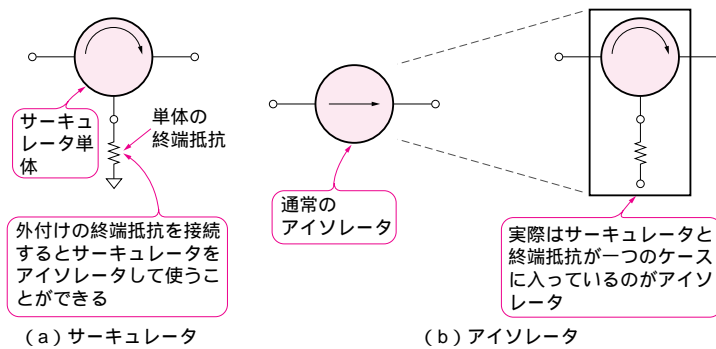 サーキュ
レータ単
体
単体の
終端抵抗
外付けの終端抵抗を接続
するとサーキュレータを
アイソレータして使うこ
とができる
(a)サーキュレータ
通常の
アイソレータ
実際はサーキュレータと
終端抵抗が一つのケース
に入っているのがアイソ
レータ
(b)アイソレータ